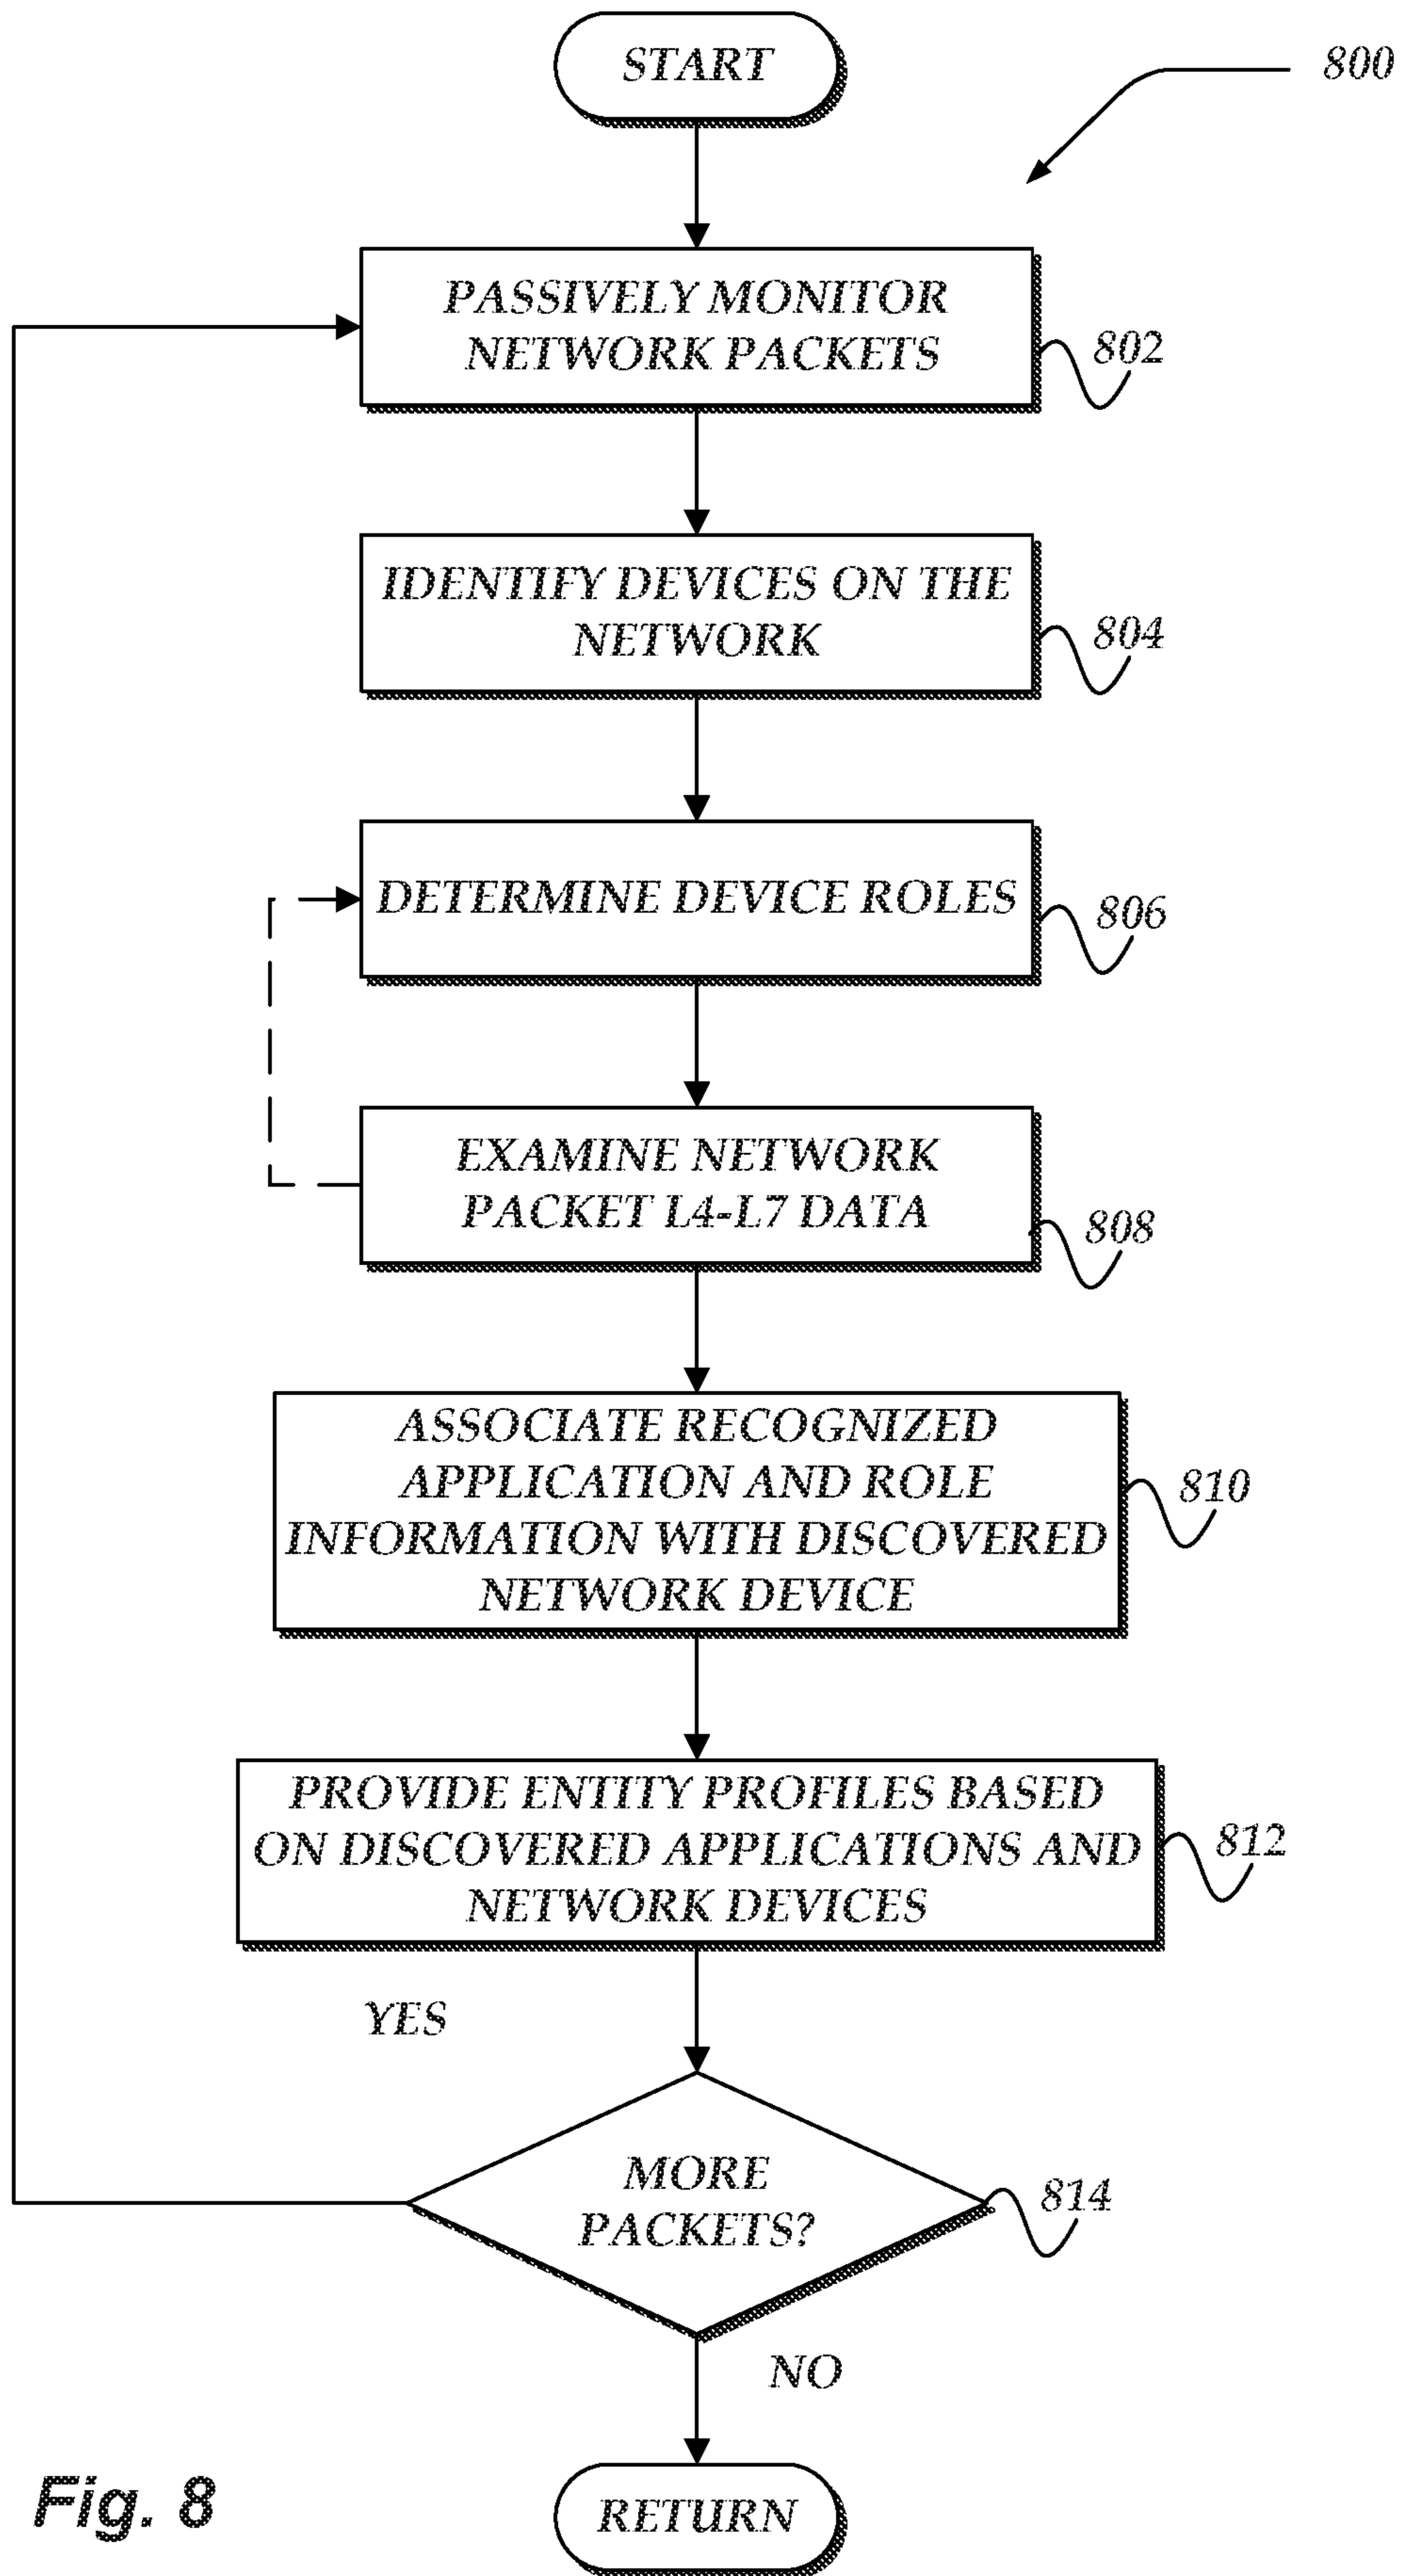 START
800
PASSIVELY MONITOR
NETWORK PACKETS
802
IDENTIFY DEVICES ON THE
NETWORK
804
DETERMINE DEVICE ROLES
806
EXAMINE NETWORK
PACKET L4-L7 DATA
808
ASSOCIATE RECOGNIZED
APPLICATION AND ROLE
INFORMATION WITH DISCOVERED
NETWORK DEVICE
810
PROVIDE ENTITY PROFILES BASED
ON DISCOVERED APPLICATIONS AND
NETWORK DEVICES
812
YES
MORE
PACKETS?
814
NO
RETURN
Fig. 8